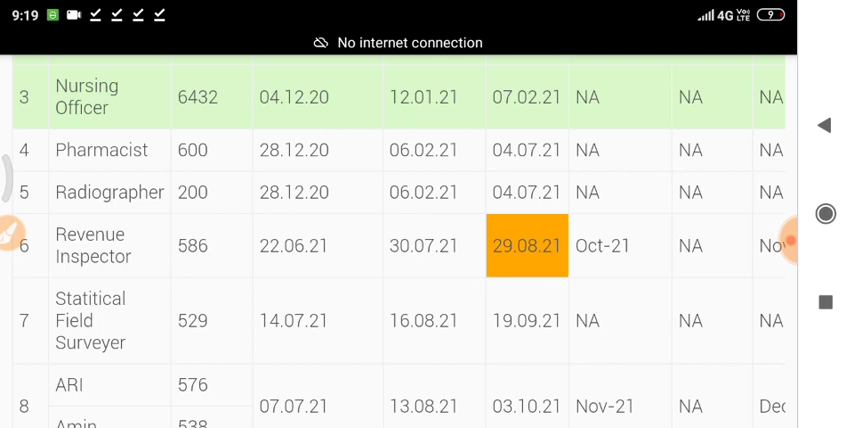 9:19 4G Vo) LTE 9
No internet connection
3 Nursing Officer 6432 04.12.20 12.01.21 07.02.21 NA NA NA
4 Pharmacist 600 28.12.20 06.02.21 04.07.21 NA NA NA
5 Radiographer 200 28.12.20 06.02.21 04.07.21 NA NA NA
6 Revenue Inspector 586 22.06.21 30.07.21 29.08.21 Oct-21 NA
7 Statitical Field Surveyer 529 14.07.21 16.08.21 19.09.21 NA NA NA
8 ARI 576 07.07.21 13.08.21 03.10.21 Nov-21 NA
Amin 538